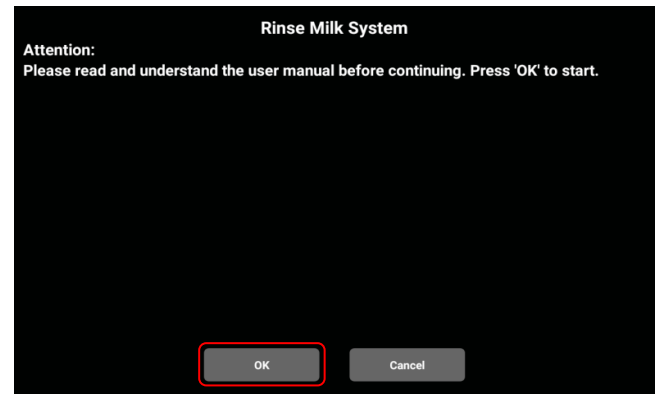 Rinse Milk System
Attention:
Please read and understand the user manual before continuing. Press 'OK' to start.
OK
Cancel